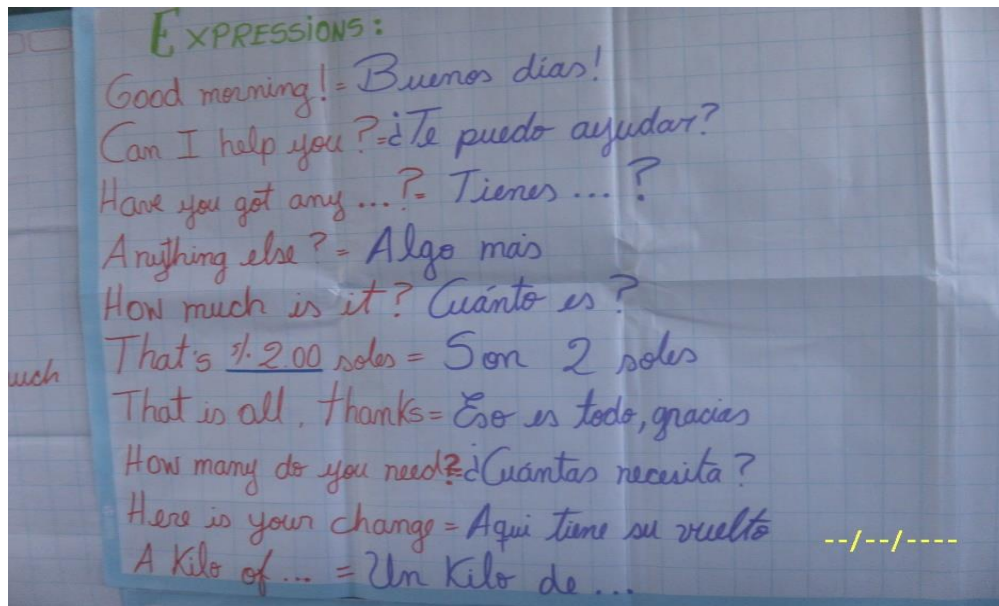 EXPRESSIONS:
Good morning! = Buenos días!
Can I help you? = ¿Te puedo ayudar?
Have you got any ...? = Tienes ... ?
Anything else? = Algo más
How much is it? Cuánto es?
That's s/. 2.00 soles = Son 2 soles
uch
That is all, thanks = Eso es todo, gracias
How many do you need? = ¿Cuántas necesita?
Here is your change = Aqui tiene su vuelto
--/--/----
A Kilo of ... = Un Kilo de ...